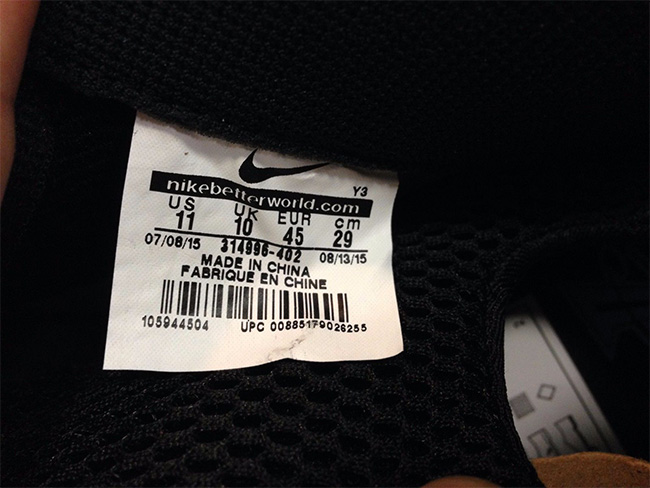 Y3
nikebetterworld.com
US UK EUR cm
11 10 45 29
07/08/15 314996-402 08/13/15
MADE IN CHINA
FABRIQUE EN CHINE
105944504 UPC 00885179026255